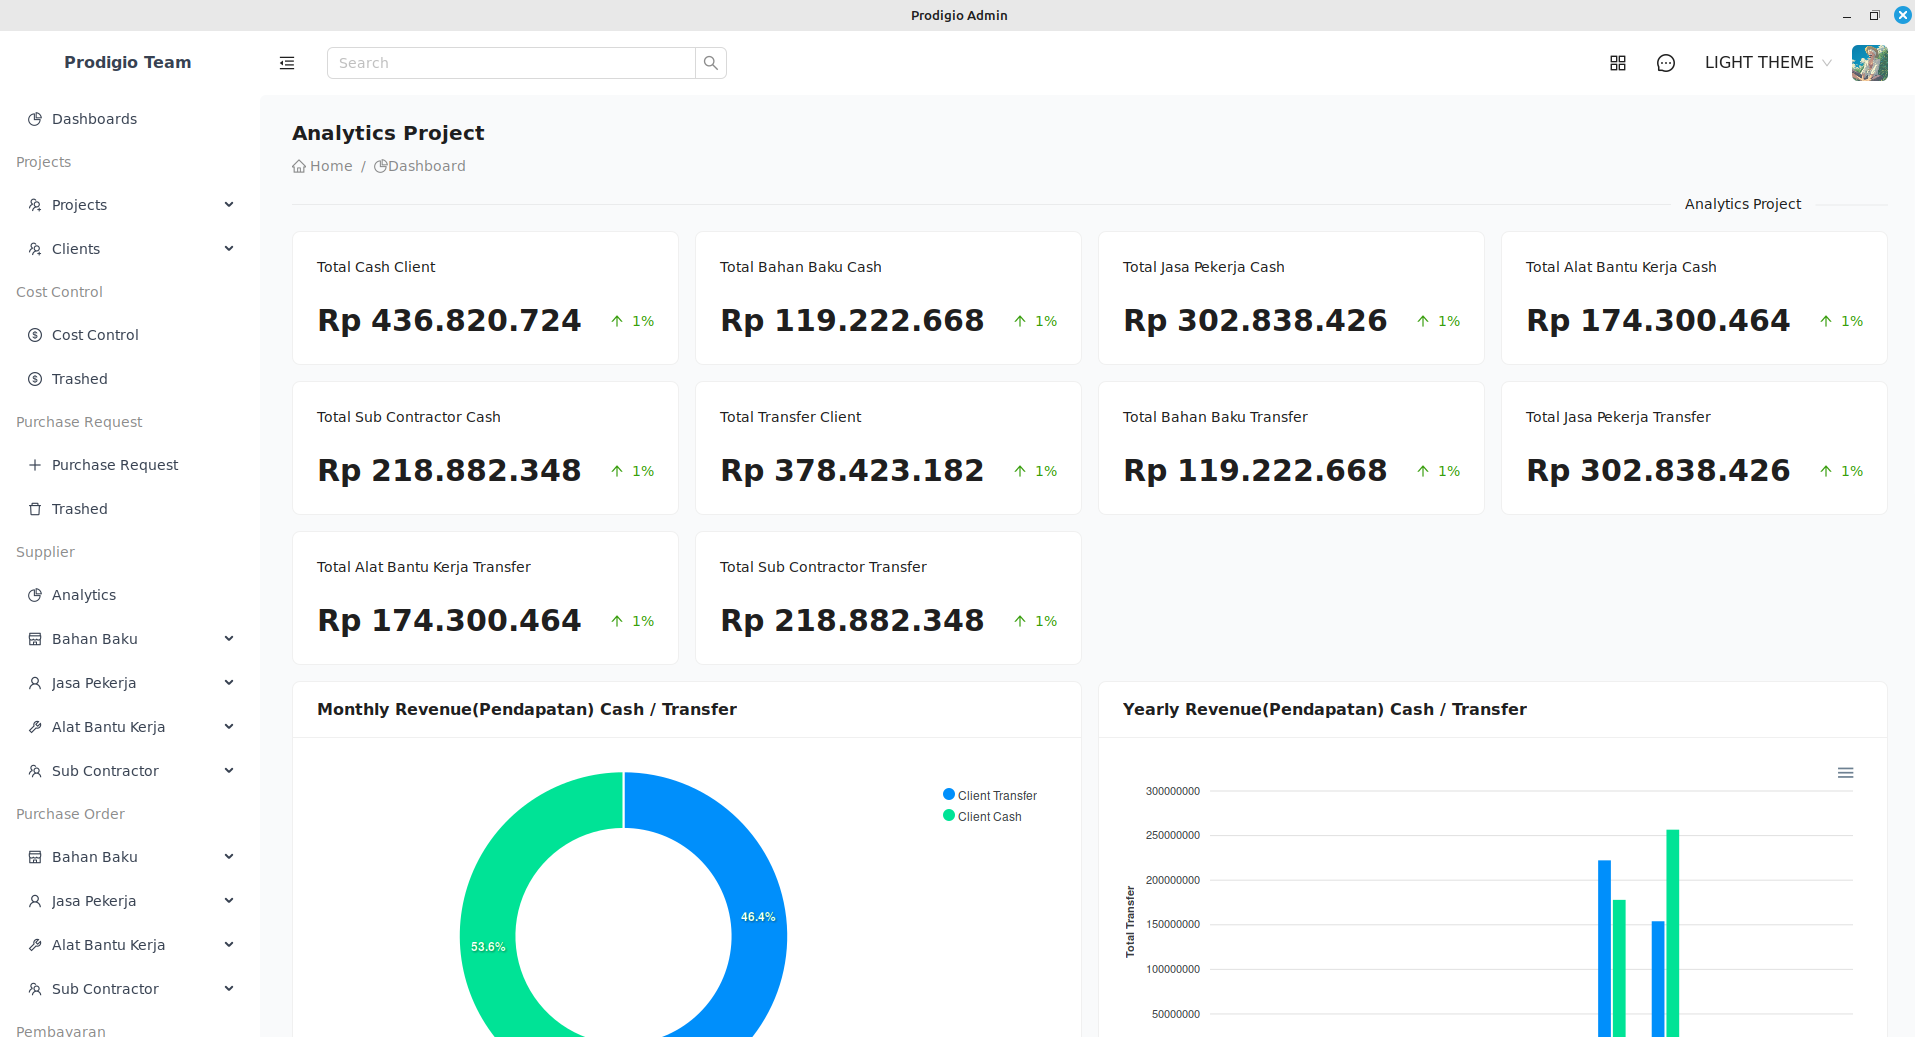 Prodigio Admin
Prodigio Team
Search
LIGHT THEME
Dashboards
Projects
Projects
Clients
Cost Control
Cost Control
Trashed
Purchase Request
Purchase Request
Trashed
Supplier
Analytics
Bahan Baku
Jasa Pekerja
Alat Bantu Kerja
Sub Contractor
Purchase Order
Bahan Baku
Jasa Pekerja
Alat Bantu Kerja
Sub Contractor
Pembayaran
Analytics Project
Home / Dashboard
Analytics Project
Total Cash Client
Rp 436.820.724 1%
Total Bahan Baku Cash
Rp 119.222.668 1%
Total Jasa Pekerja Cash
Rp 302.838.426 1%
Total Alat Bantu Kerja Cash
Rp 174.300.464 1%
Total Sub Contractor Cash
Rp 218.882.348 1%
Total Transfer Client
Rp 378.423.182 1%
Total Bahan Baku Transfer
Rp 119.222.668 1%
Total Jasa Pekerja Transfer
Rp 302.838.426 1%
Total Alat Bantu Kerja Transfer
Rp 174.300.464 1%
Total Sub Contractor Transfer
Rp 218.882.348 1%
Monthly Revenue(Pendapatan) Cash / Transfer
Client Transfer
Client Cash
46.4%
53.6%
Yearly Revenue(Pendapatan) Cash / Transfer
300000000
250000000
200000000
150000000
100000000
50000000
Total Transfer